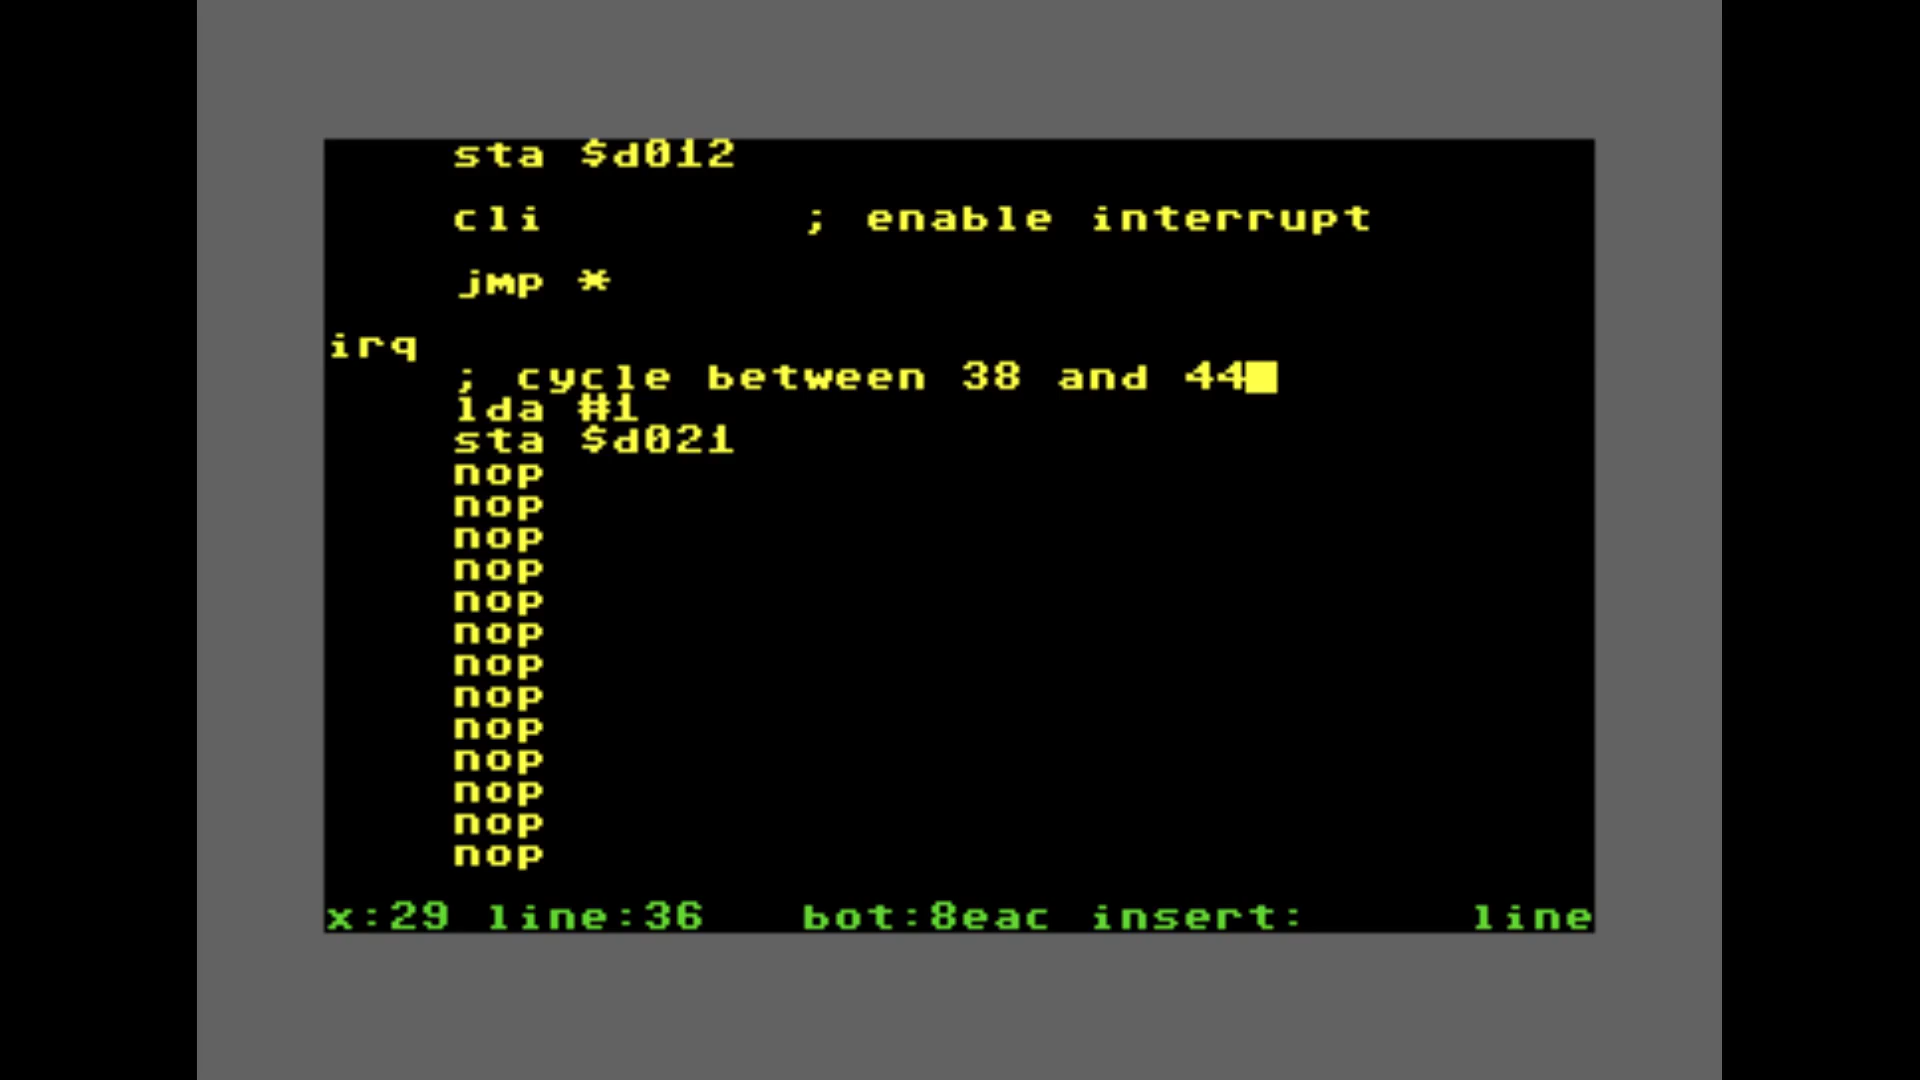 sta $d012
cli ; enable interrupt
jmp *
irq
; cycle between 38 and 44
lda #1
sta $d021
nop
nop
nop
nop
nop
nop
nop
nop
nop
nop
nop
nop
nop
x:29 line:36 bot:8eac insert: line